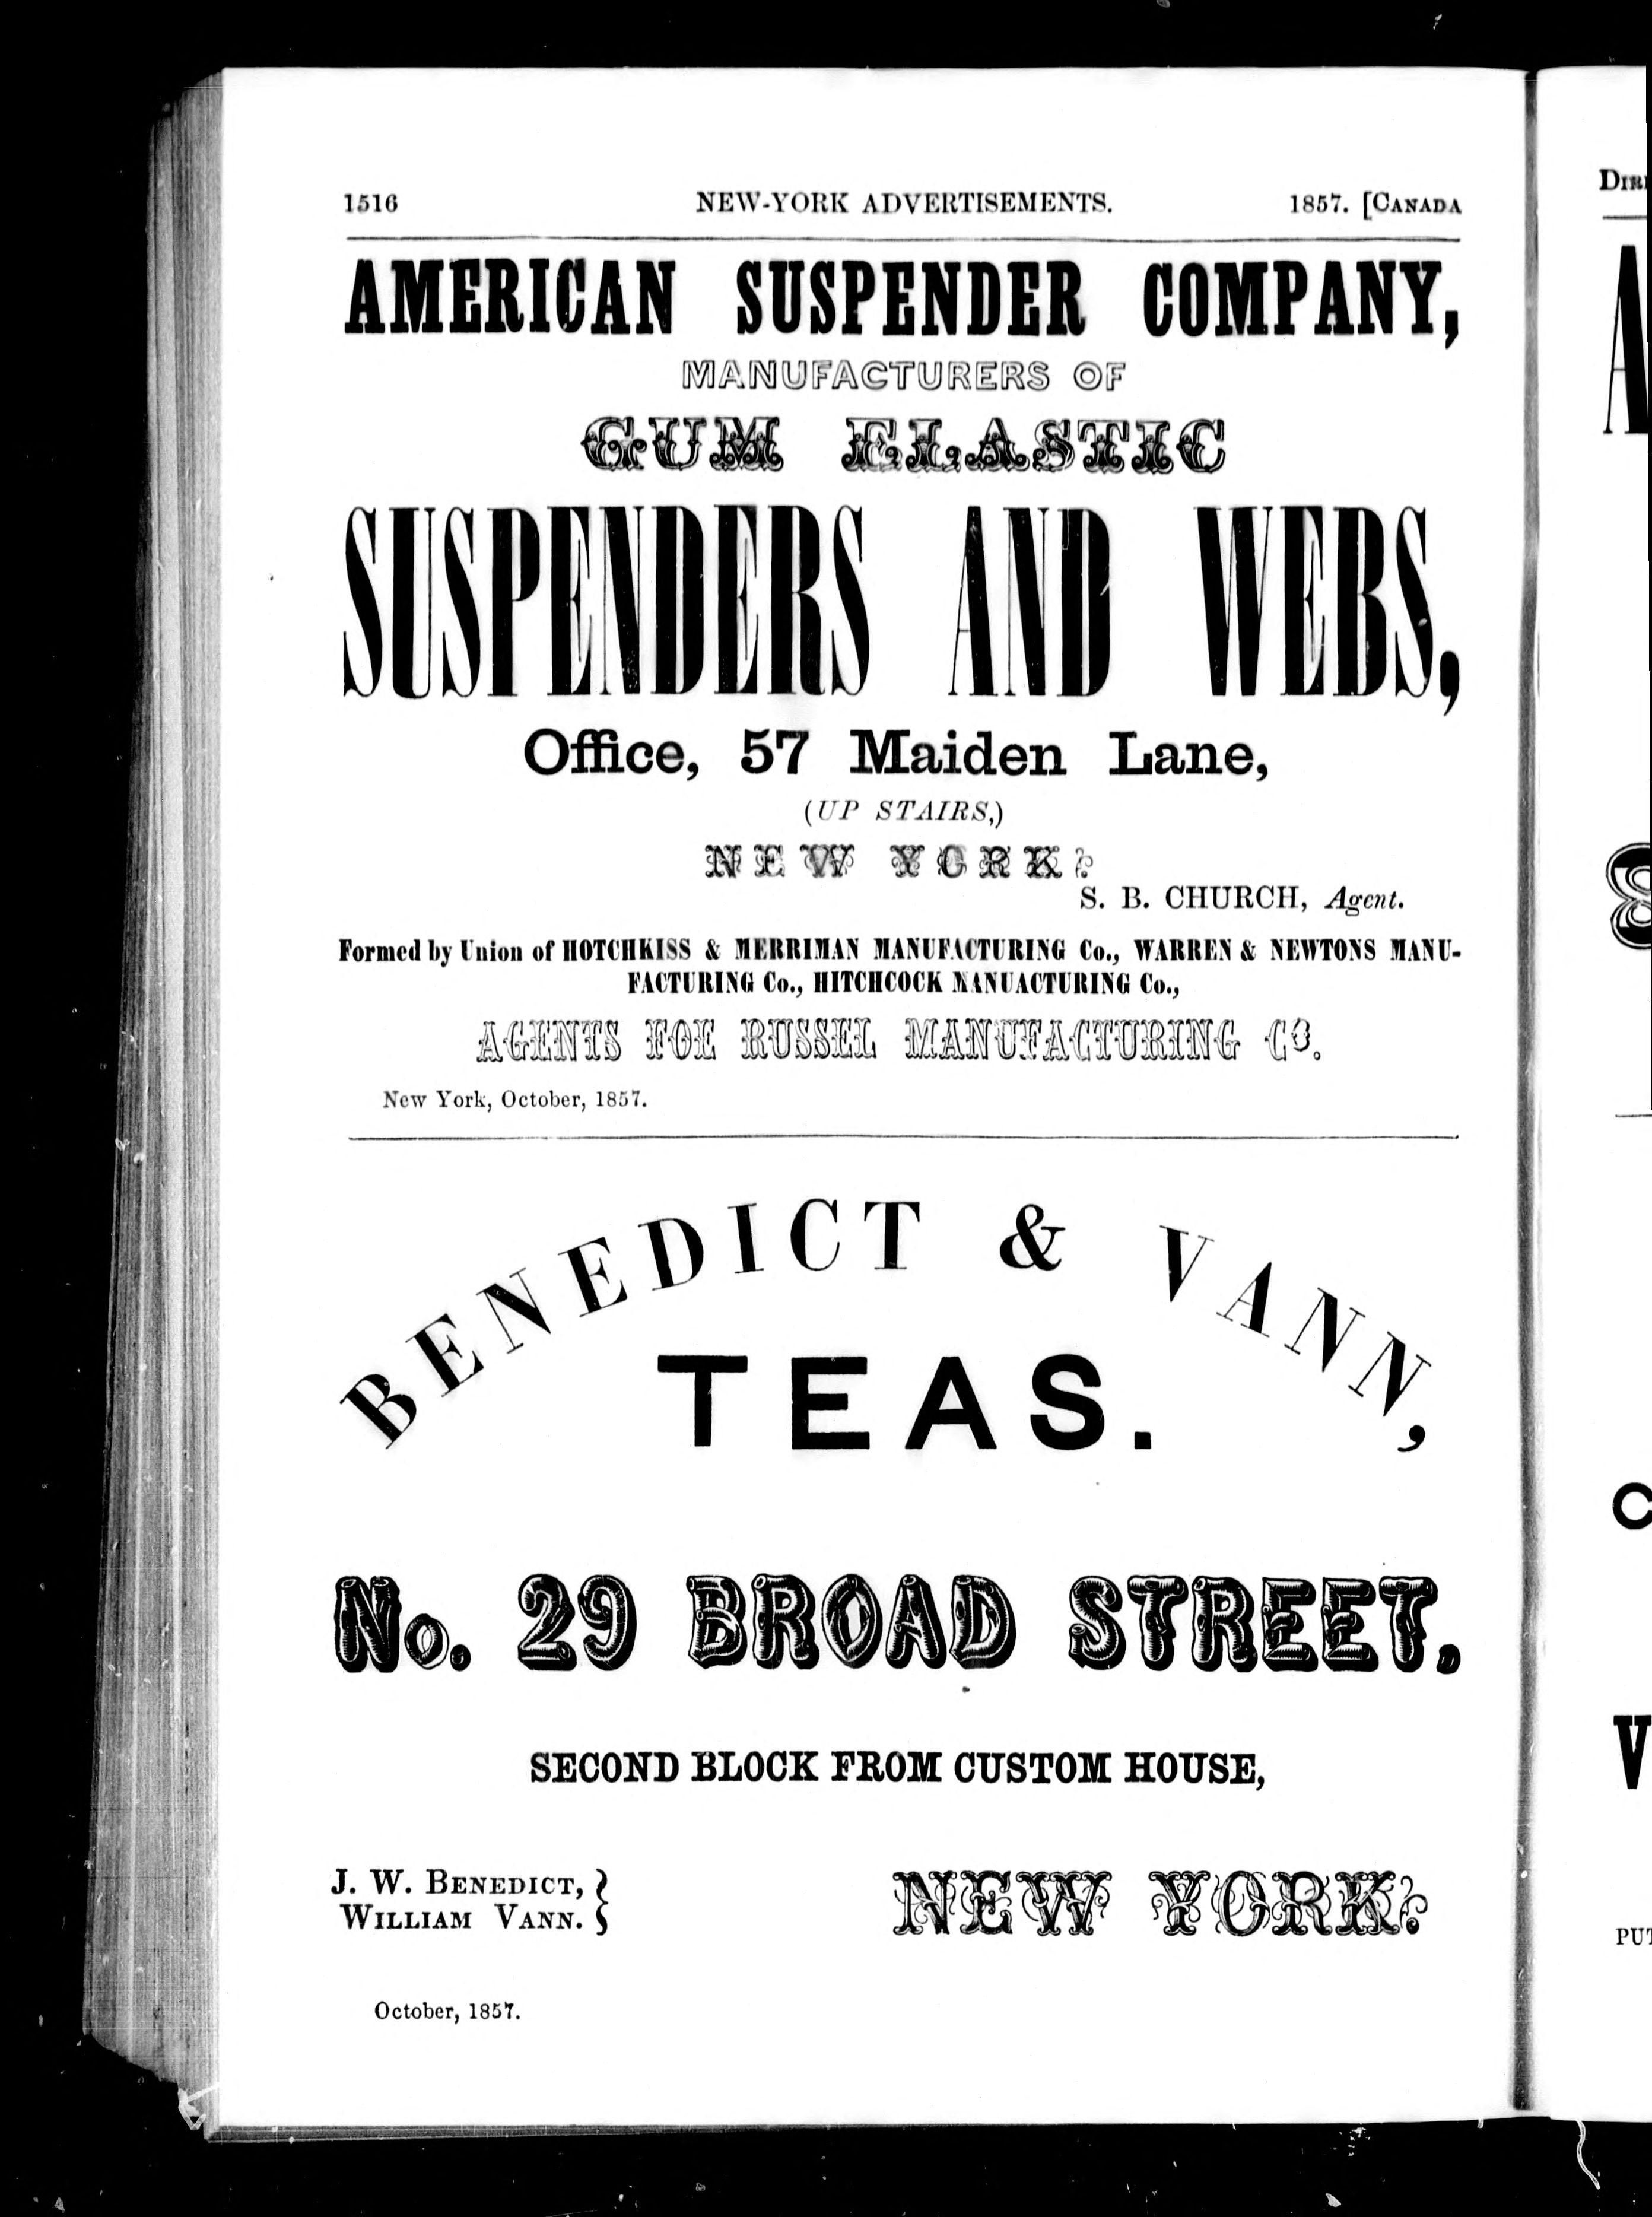 1516 NEW-YORK ADVERTISEMENTS. 1857. [CANADA
AMERICAN SUSPENDER COMPANY,
MANUFACTURERS OF
GUM ELASTIC
SUSPENDERS AND WEBS,
Office, 57 Maiden Lane,
(UP STAIRS,)
NEW YORK.
S. B. CHURCH, Agent.
Formed by Union of HOTCHKISS & MERRIMAN MANUFACTURING Co., WARREN & NEWTONS MANU-
FACTURING Co., HITCHCOCK MANUACTURING Co.,
AGENTS FOE RUSSEL MANUFACTURING CO.
New York, October, 1857.
BENEDICT & VANN,
TEAS.
No. 29 BROAD STREET.
SECOND BLOCK FROM CUSTOM HOUSE,
J. W. BENEDICT,
WILLIAM VANN. }
NEW YORK.
October, 1857.